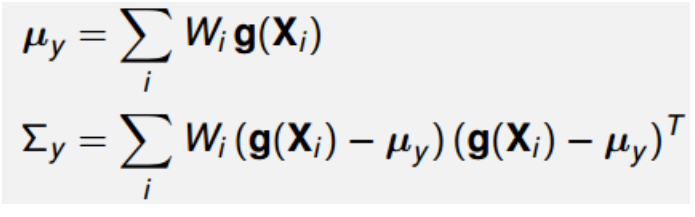 μ_y = ∑_i W_i g(X_i)
Σ_y = ∑_i W_i (g(X_i) − μ_y) (g(X_i) − μ_y)^T